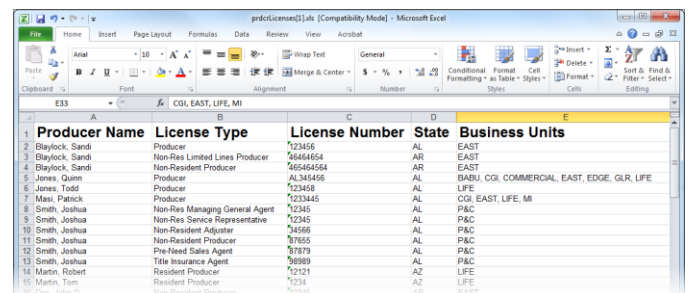 prdcrLicenses[1].xls [Compatibility Mode] - Microsoft Excel
File Home Insert Page Layout Formulas Data Review View Acrobat
Paste Arial 10 A A Wrap Text General Insert Σ
B I U A Merge & Center $ % , .0 .00 .00 .0 Conditional Formatting Format as Table Cell Styles Delete Format Sort & Filter Find & Select
Clipboard Font Alignment Number Styles Cells Editing
E33 fx CGI, EAST, LIFE, MI
A B C D E
1 Producer Name License Type License Number State Business Units
2 Blaylock, Sandi Producer 123456 AL EAST
3 Blaylock, Sandi Non-Res Limited Lines Producer 46464654 AR EAST
4 Blaylock, Sandi Non-Resident Producer 465464564 AR EAST
5 Jones, Quinn Producer AL345456 AL BABU, CGI, COMMERCIAL, EAST, EDGE, GLR, LIFE
6 Jones, Todd Producer 123458 AL LIFE
7 Masi, Patrick Producer 1233445 AL CGI, EAST, LIFE, MI
8 Smith, Joshua Non-Res Managing General Agent 12345 AL P&C
9 Smith, Joshua Non-Res Service Representative 12345 AL P&C
10 Smith, Joshua Non-Resident Adjuster 34566 AL P&C
11 Smith, Joshua Non-Resident Producer 87655 AL P&C
12 Smith, Joshua Pre-Need Sales Agent 87879 AL P&C
13 Smith, Joshua Title Insurance Agent 98989 AL P&C
14 Martin, Robert Resident Producer 12121 AZ LIFE
15 Martin, Tom Resident Producer 1234 AZ LIFE